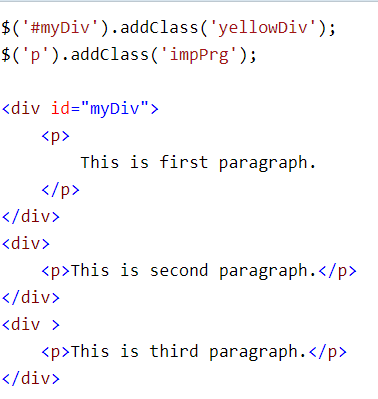 $('#myDiv').addClass('yellowDiv');
$('p').addClass('impPrg');

<div id="myDiv">
    <p>
        This is first paragraph.
    </p>
</div>
<div>
    <p>This is second paragraph.</p>
</div>
<div >
    <p>This is third paragraph.</p>
</div>